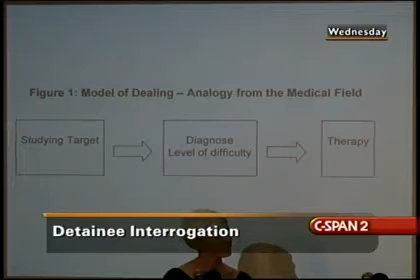 Wednesday
Figure 1: Model of Dealing – Analogy from the Medical Field
Studying Target
Diagnose
Level of difficulty
Therapy
Detainee Interrogation
C-SPAN 2